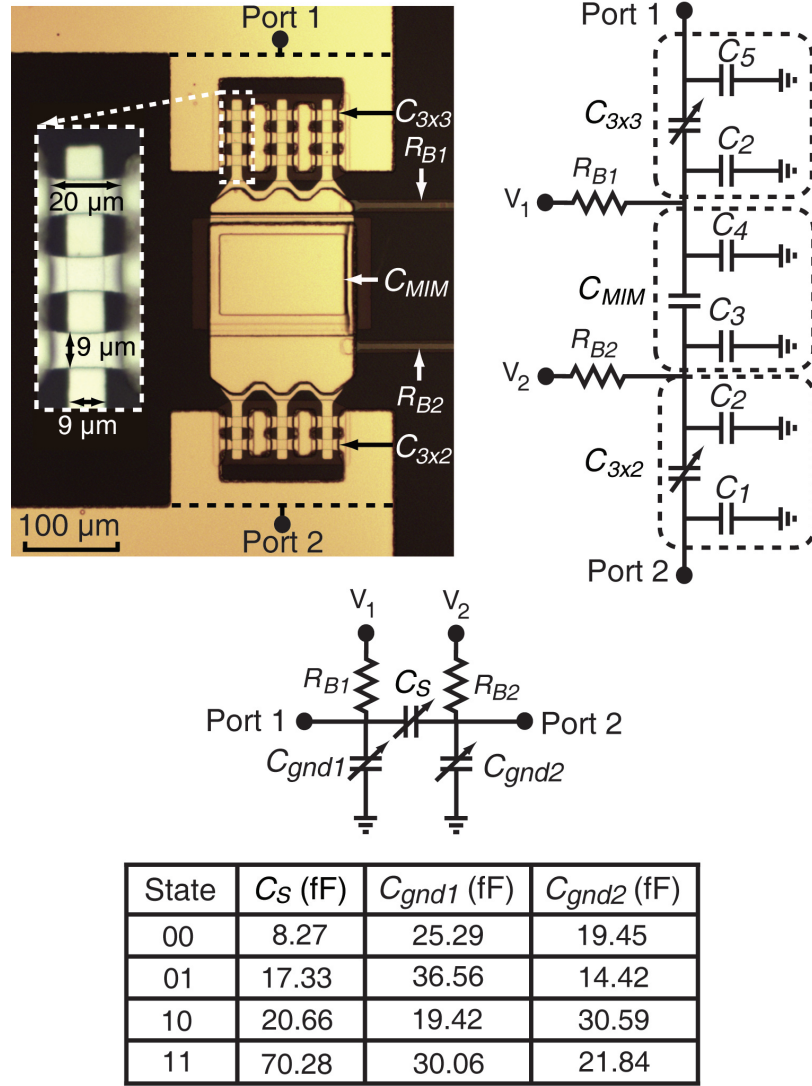 Port 1
C3x3
RB1
20 µm
CMIM
9 µm
RB2
9 µm
C3x2
100 µm
Port 2
Port 1
C5
C3x3
C2
RB1
V1
C4
CMIM
C3
RB2
V2
C2
C3x2
C1
Port 2
V1 V2
RB1 CS RB2
Port 1 Port 2
Cgnd1 Cgnd2
State CS (fF) Cgnd1 (fF) Cgnd2 (fF)
00 8.27 25.29 19.45
01 17.33 36.56 14.42
10 20.66 19.42 30.59
11 70.28 30.06 21.84